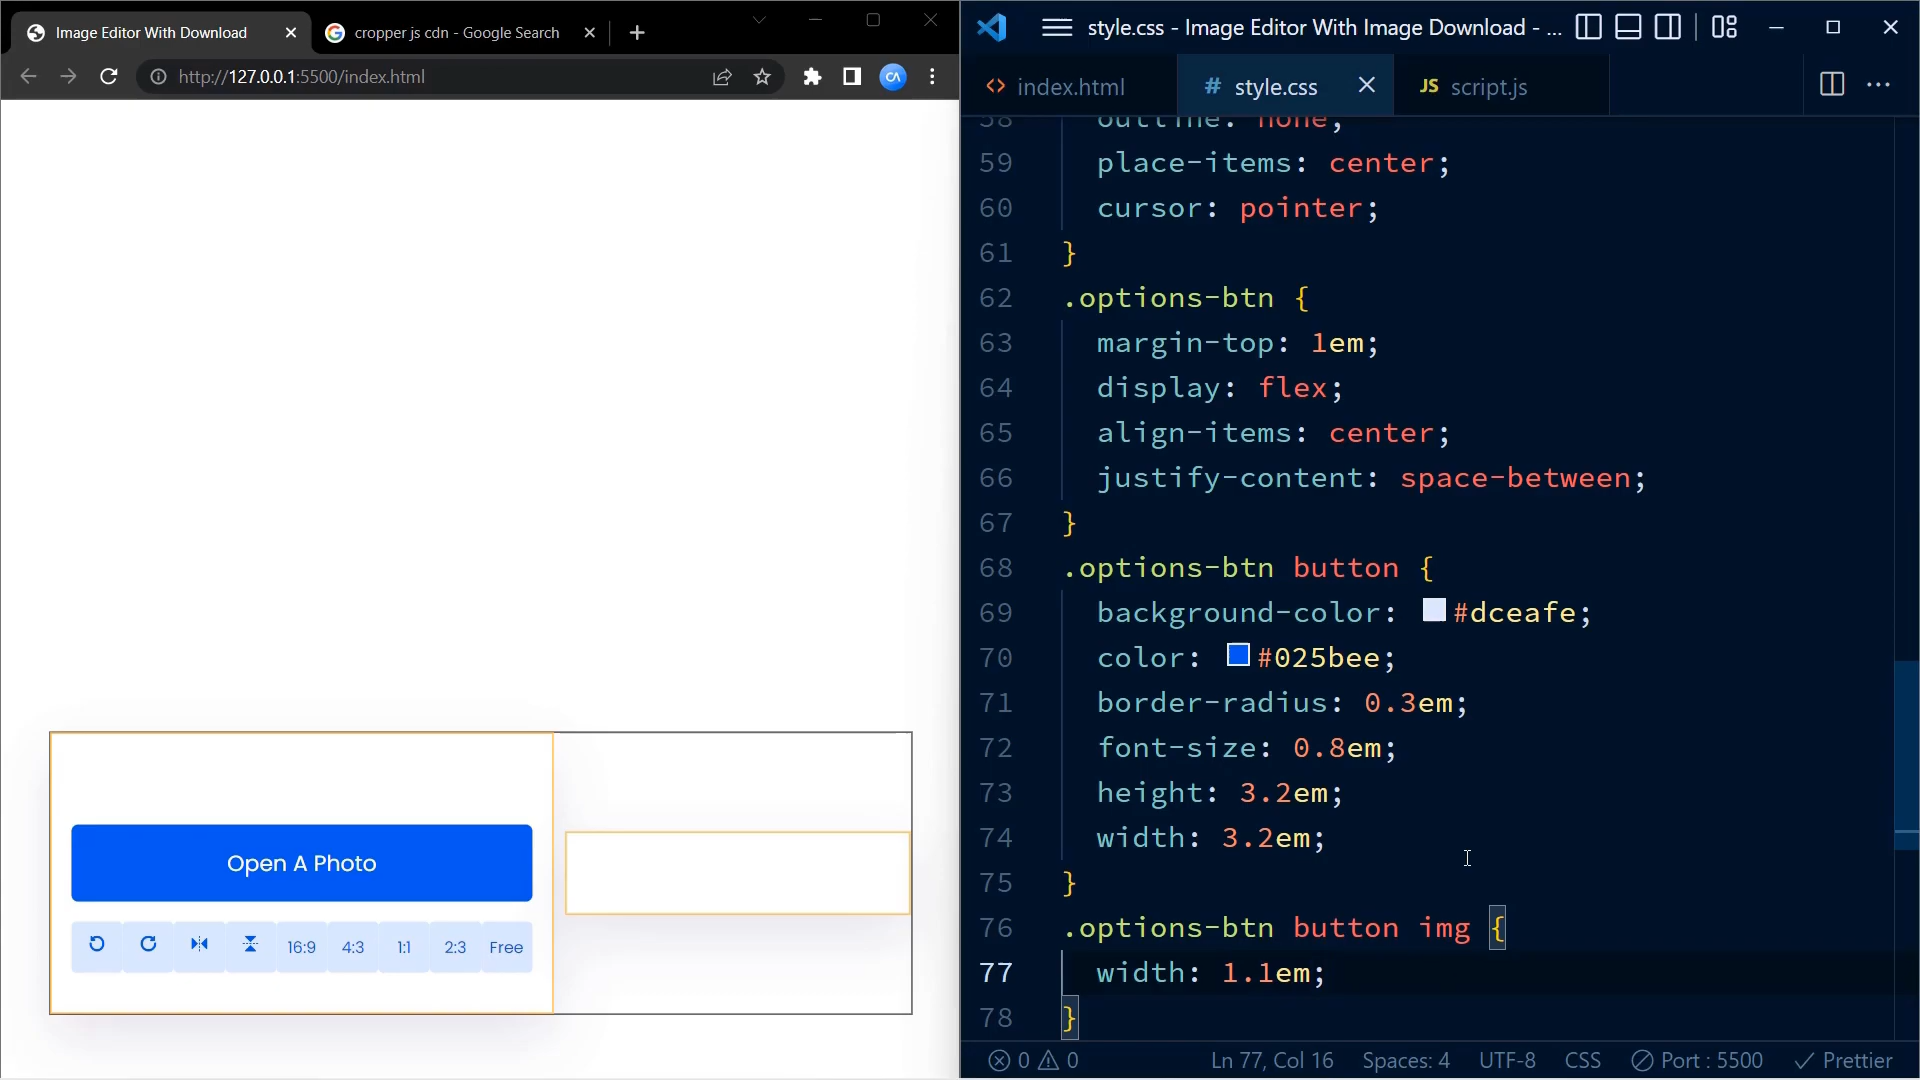 Image Editor With Download
cropper js cdn - Google Search
http://127.0.0.1:5500/index.html
CA
Open A Photo
16:9 4:3 1:1 2:3 Free
style.css - Image Editor With Image Download - ...
<> index.html
# style.css
JS script.js
58 outline: none;
59 place-items: center;
60 cursor: pointer;
61 }
62 .options-btn {
63 margin-top: 1em;
64 display: flex;
65 align-items: center;
66 justify-content: space-between;
67 }
68 .options-btn button {
69 background-color: #dceafe;
70 color: #025bee;
71 border-radius: 0.3em;
72 font-size: 0.8em;
73 height: 3.2em;
74 width: 3.2em;
75 }
76 .options-btn button img {
77 width: 1.1em;
78 }
0 0 Ln 77, Col 16 Spaces: 4 UTF-8 CSS Port : 5500 Prettier